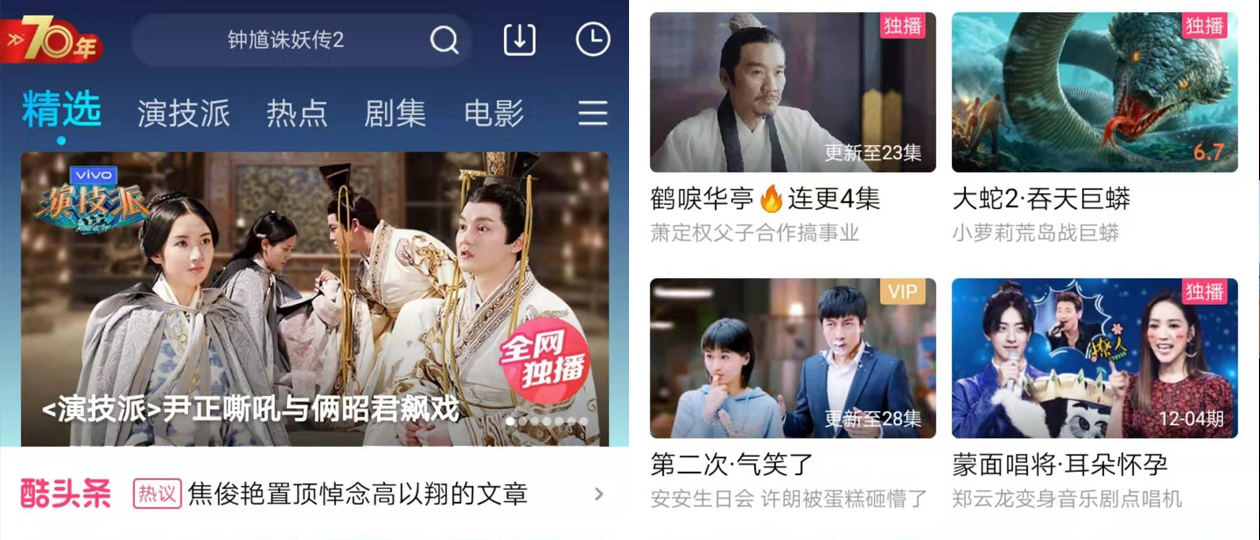 70年
钟馗诛妖传2
精选
演技派
热点
剧集
电影
vivo
演技派
全网
独播
<演技派>尹正嘶吼与俩昭君飙戏
酷头条
热议
焦俊艳置顶悼念高以翔的文章
独播
更新至23集
鹤唳华亭🔥连更4集
萧定权父子合作搞事业
独播
6.7
大蛇2·吞天巨蟒
小萝莉荒岛战巨蟒
VIP
更新至28集
第二次·气笑了
安安生日会 许朗被蛋糕砸懵了
独播
撩人
12-04期
蒙面唱将·耳朵怀孕
郑云龙变身音乐剧点唱机